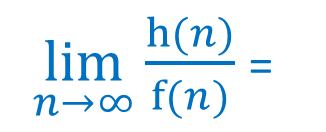 lim n→∞ h(n)/f(n) =